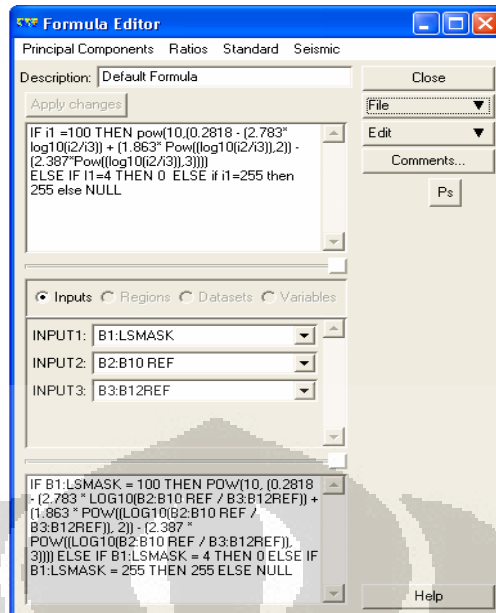 Formula Editor
Principal Components Ratios Standard Seismic
Description: Default Formula
Close
Apply changes
File
IF i1 =100 THEN pow(10,(0.2818 - (2.783*
log10(i2/i3)) + (1.863* Pow((log10(i2/i3)),2)) -
(2.387*Pow((log10(i2/i3)),3))))
ELSE IF I1=4 THEN 0 ELSE if i1=255 then
255 else NULL
Edit
Comments...
Ps
Inputs Regions Datasets Variables
INPUT1: B1:LSMASK
INPUT2: B2:B10 REF
INPUT3: B3:B12REF
IF B1:LSMASK = 100 THEN POW(10, (0.2818
- (2.783 * LOG10(B2:B10 REF / B3:B12REF)) +
(1.863 * POW((LOG10(B2:B10 REF /
B3:B12REF)), 2)) - (2.387 *
POW((LOG10(B2:B10 REF / B3:B12REF)),
3)))) ELSE IF B1:LSMASK = 4 THEN 0 ELSE IF
B1:LSMASK = 255 THEN 255 ELSE NULL
Help